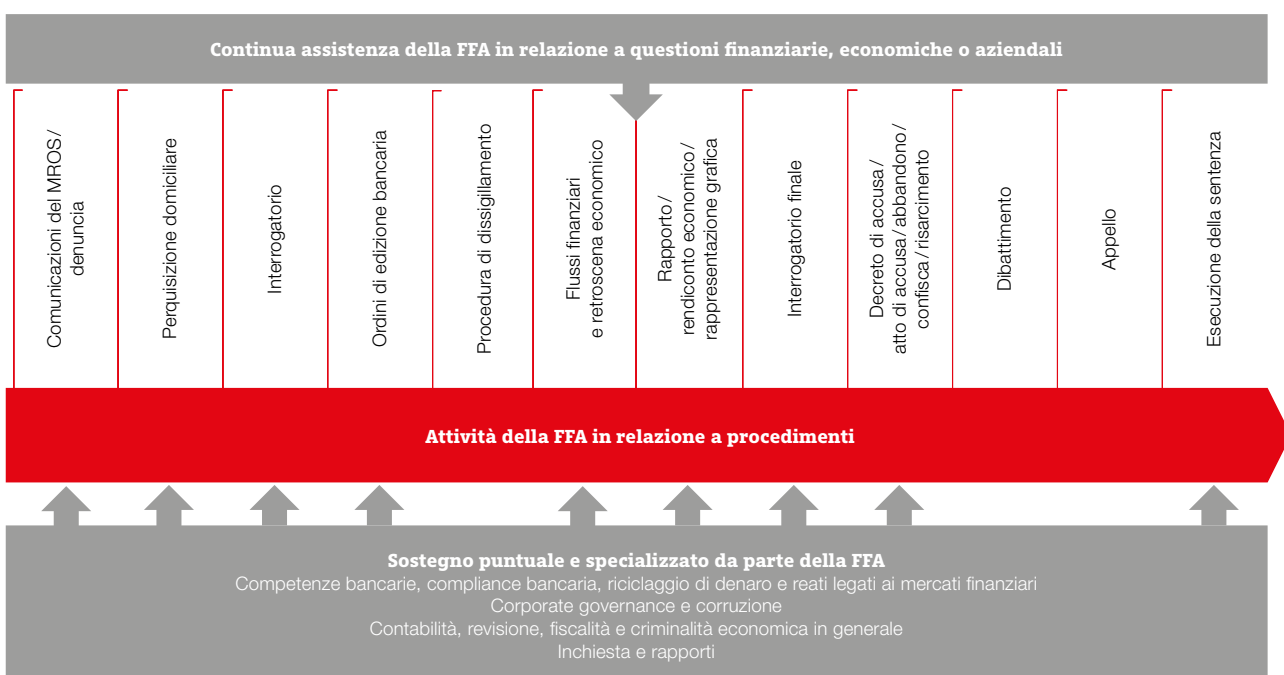 Continua assistenza della FFA in relazione a questioni finanziarie, economiche o aziendali
Comunicazioni del MROS/
denuncia
Perquisizione domiciliare
Interrogatorio
Ordini di edizione bancaria
Procedura di dissigillamento
Flussi finanziari
e retroscena economico
Rapporto/
rendiconto economico/
rappresentazione grafica
Interrogatorio finale
Decreto di accusa/
atto di accusa/abbandono/
confisca/risarcimento
Dibattimento
Appello
Esecuzione della sentenza
Attività della FFA in relazione a procedimenti
Sostegno puntuale e specializzato da parte della FFA
Competenze bancarie, compliance bancaria, riciclaggio di denaro e reati legati ai mercati finanziari
Corporate governance e corruzione
Contabilità, revisione, fiscalità e criminalità economica in generale
Inchiesta e rapporti